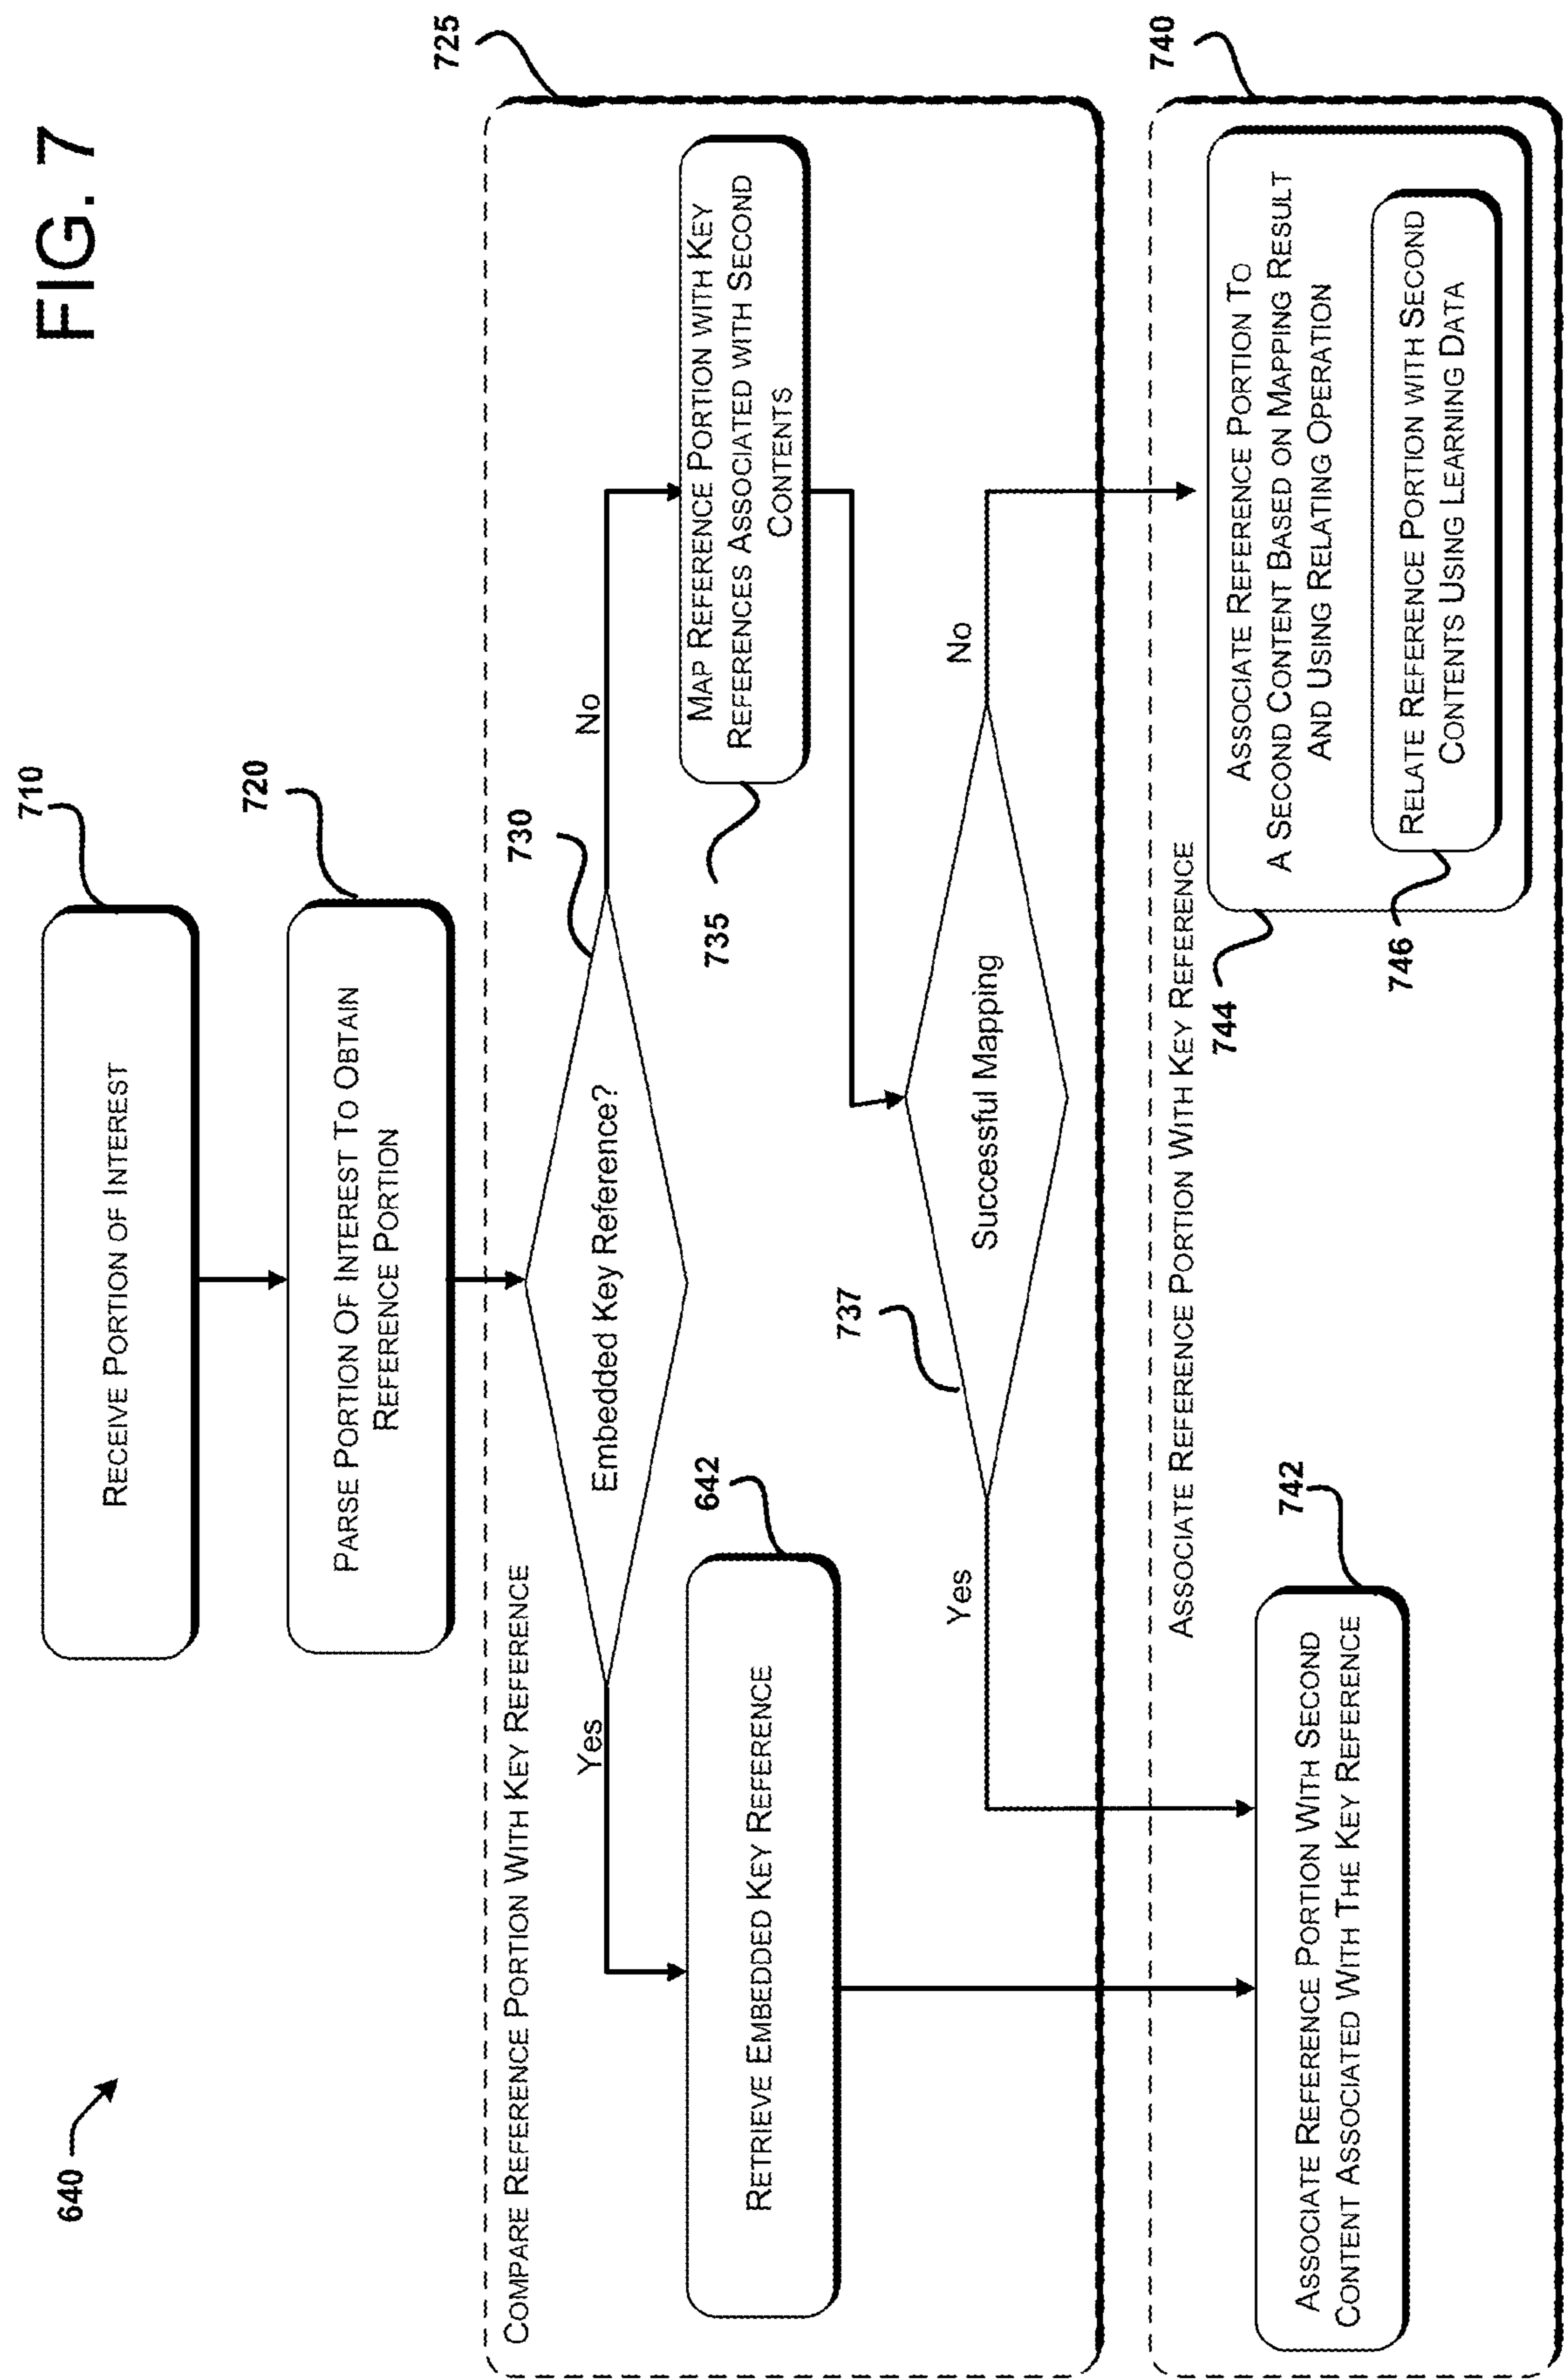 FIG. 7
640
710
RECEIVE PORTION OF INTEREST
720
PARSE PORTION OF INTEREST TO OBTAIN
REFERENCE PORTION
725
COMPARE REFERENCE PORTION WITH KEY REFERENCE
730
Embedded Key Reference?
Yes
No
642
RETRIEVE EMBEDDED KEY REFERENCE
735
MAP REFERENCE PORTION WITH KEY
REFERENCES ASSOCIATED WITH SECOND
CONTENTS
737
Successful Mapping
Yes
No
740
ASSOCIATE REFERENCE PORTION WITH KEY REFERENCE
742
ASSOCIATE REFERENCE PORTION WITH SECOND
CONTENT ASSOCIATED WITH THE KEY REFERENCE
744
ASSOCIATE REFERENCE PORTION TO
A SECOND CONTENT BASED ON MAPPING RESULT
AND USING RELATING OPERATION
746
RELATE REFERENCE PORTION WITH SECOND
CONTENTS USING LEARNING DATA